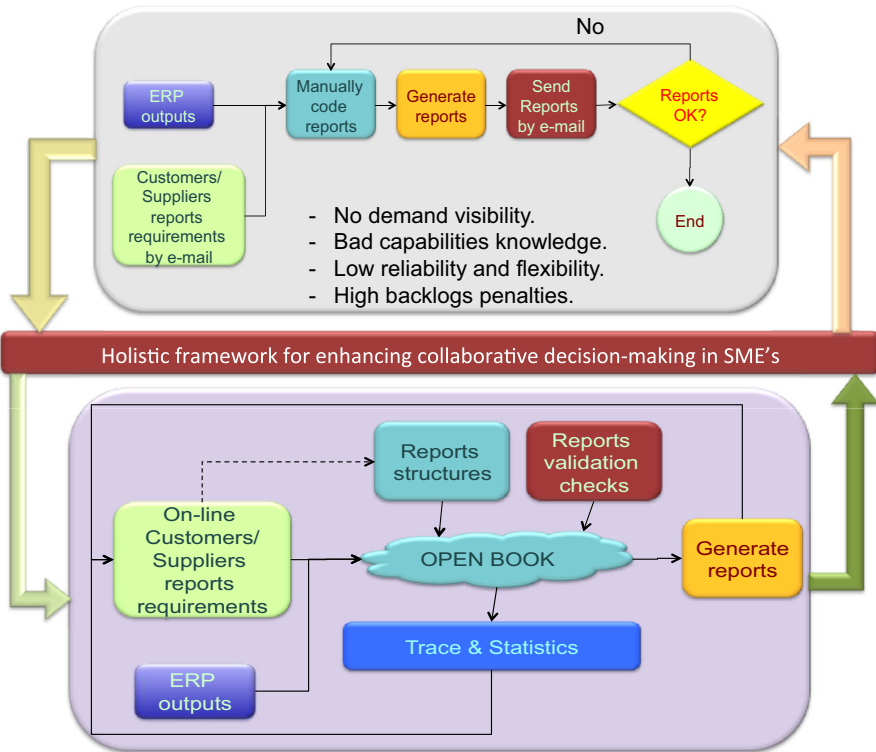 No
ERP
outputs
Manually
code
reports
Generate
reports
Send
Reports
by e-mail
Reports
OK?
Customers/
Suppliers
reports
requirements
by e-mail
End
- No demand visibility.
- Bad capabilities knowledge.
- Low reliability and flexibility.
- High backlogs penalties.
Holistic framework for enhancing collaborative decision-making in SME's
Reports
structures
Reports
validation
checks
On-line
Customers/
Suppliers
reports
requirements
OPEN BOOK
Generate
reports
Trace & Statistics
ERP
outputs